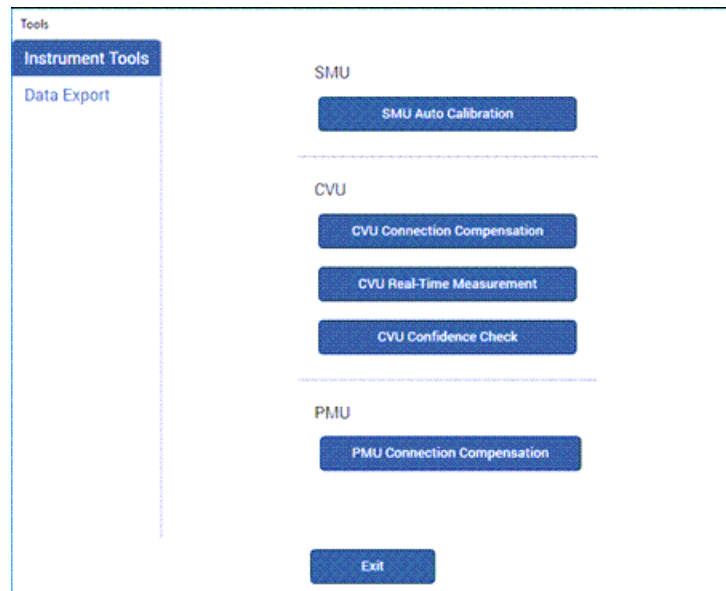 Tools
Instrument Tools
Data Export
SMU
SMU Auto Calibration
CVU
CVU Connection Compensation
CVU Real-Time Measurement
CVU Confidence Check
PMU
PMU Connection Compensation
Exit